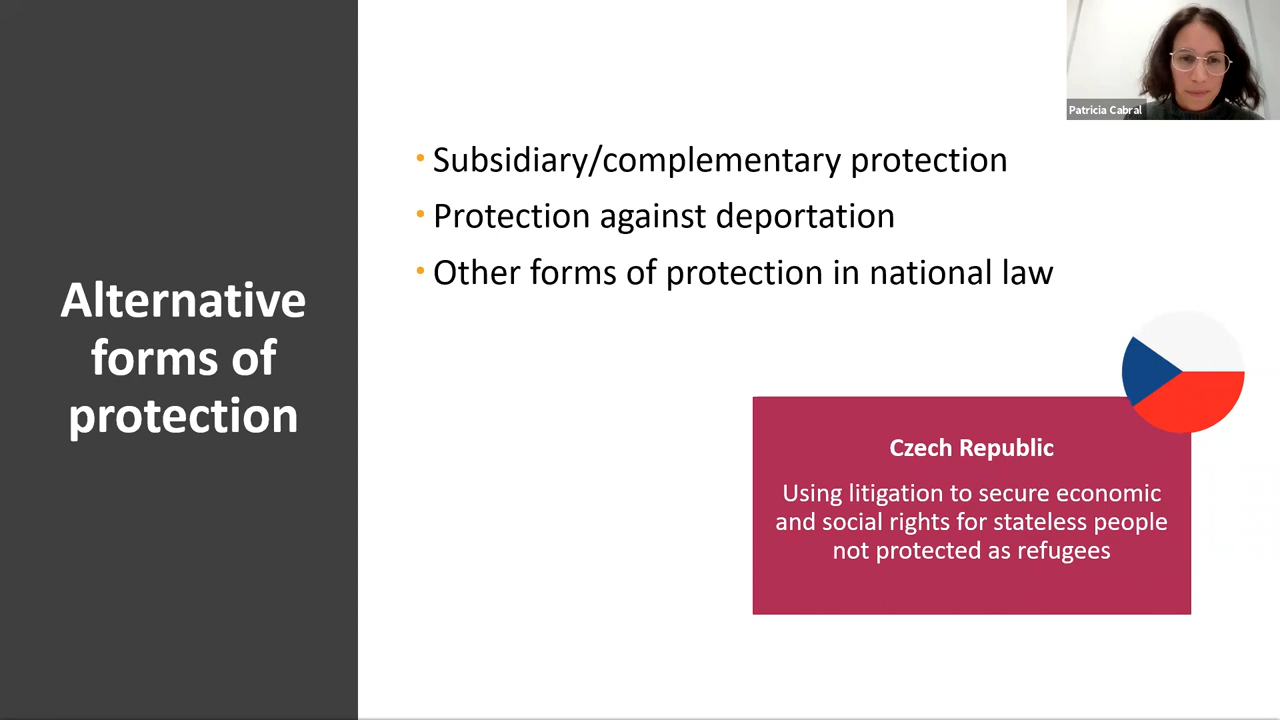 Patricia Cabral
• Subsidiary/complementary protection
• Protection against deportation
• Other forms of protection in national law
Alternative
forms of
protection
Czech Republic
Using litigation to secure economic
and social rights for stateless people
not protected as refugees